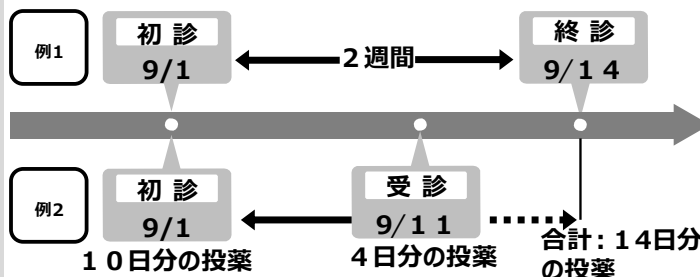 例1
初 診
9/1
2週間
終 診
9/１４
例2
初 診
9/1
１０日分の投薬
受 診
9/１１
４日分の投薬
合計：１４日分
の投薬